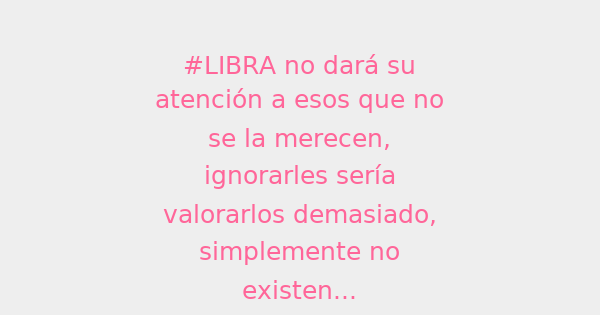 #LIBRA no dará su
atención a esos que no
se la merecen,
ignorarles sería
valorarlos demasiado,
simplemente no
existen...